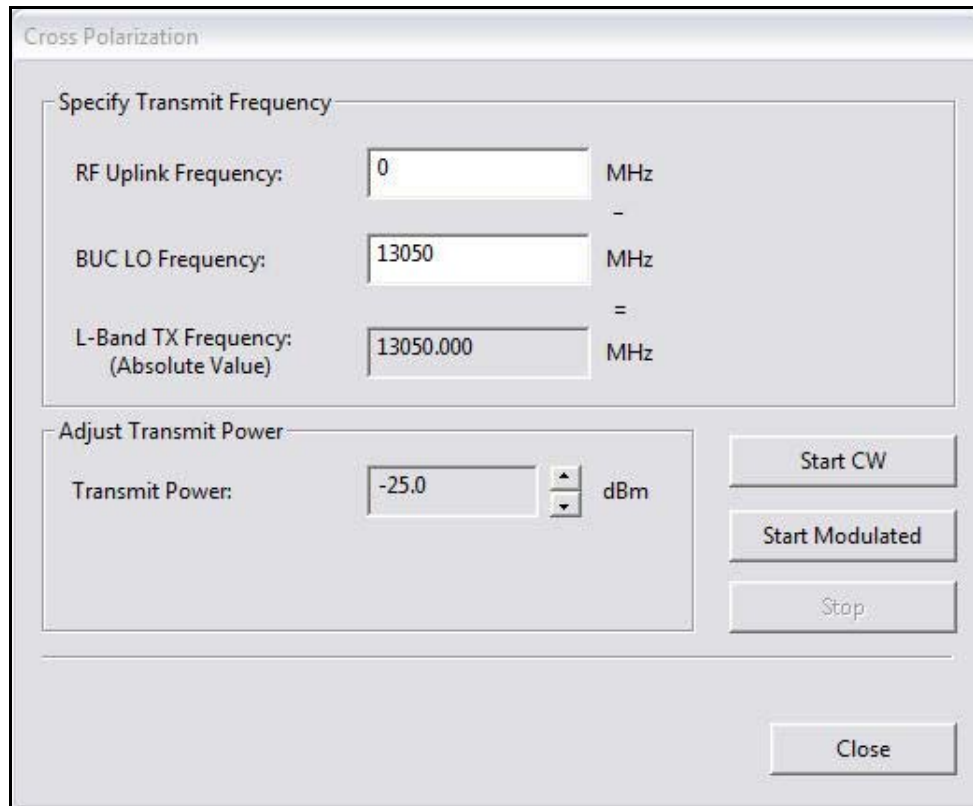 Cross Polarization
Specify Transmit Frequency
RF Uplink Frequency: 0 MHz
-
BUC LO Frequency: 13050 MHz
=
L-Band TX Frequency: 13050.000 MHz
(Absolute Value)
Adjust Transmit Power
Transmit Power: -25.0 dBm
Start CW
Start Modulated
Stop
Close